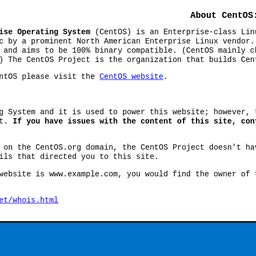 About CentOS:
ise Operating System (CentOS) is an Enterprise-class Linu
c by a prominent North American Enterprise Linux vendor.
and aims to be 100% binary compatible. (CentOS mainly ch
) The CentOS Project is the organization that builds Cent
ntOS please visit the CentOS website.
g System and it is used to power this website; however, t
t. If you have issues with the content of this site, cont
on the CentOS.org domain, the CentOS Project doesn't hav
ils that directed you to this site.
website is www.example.com, you would find the owner of t
et/whois.html